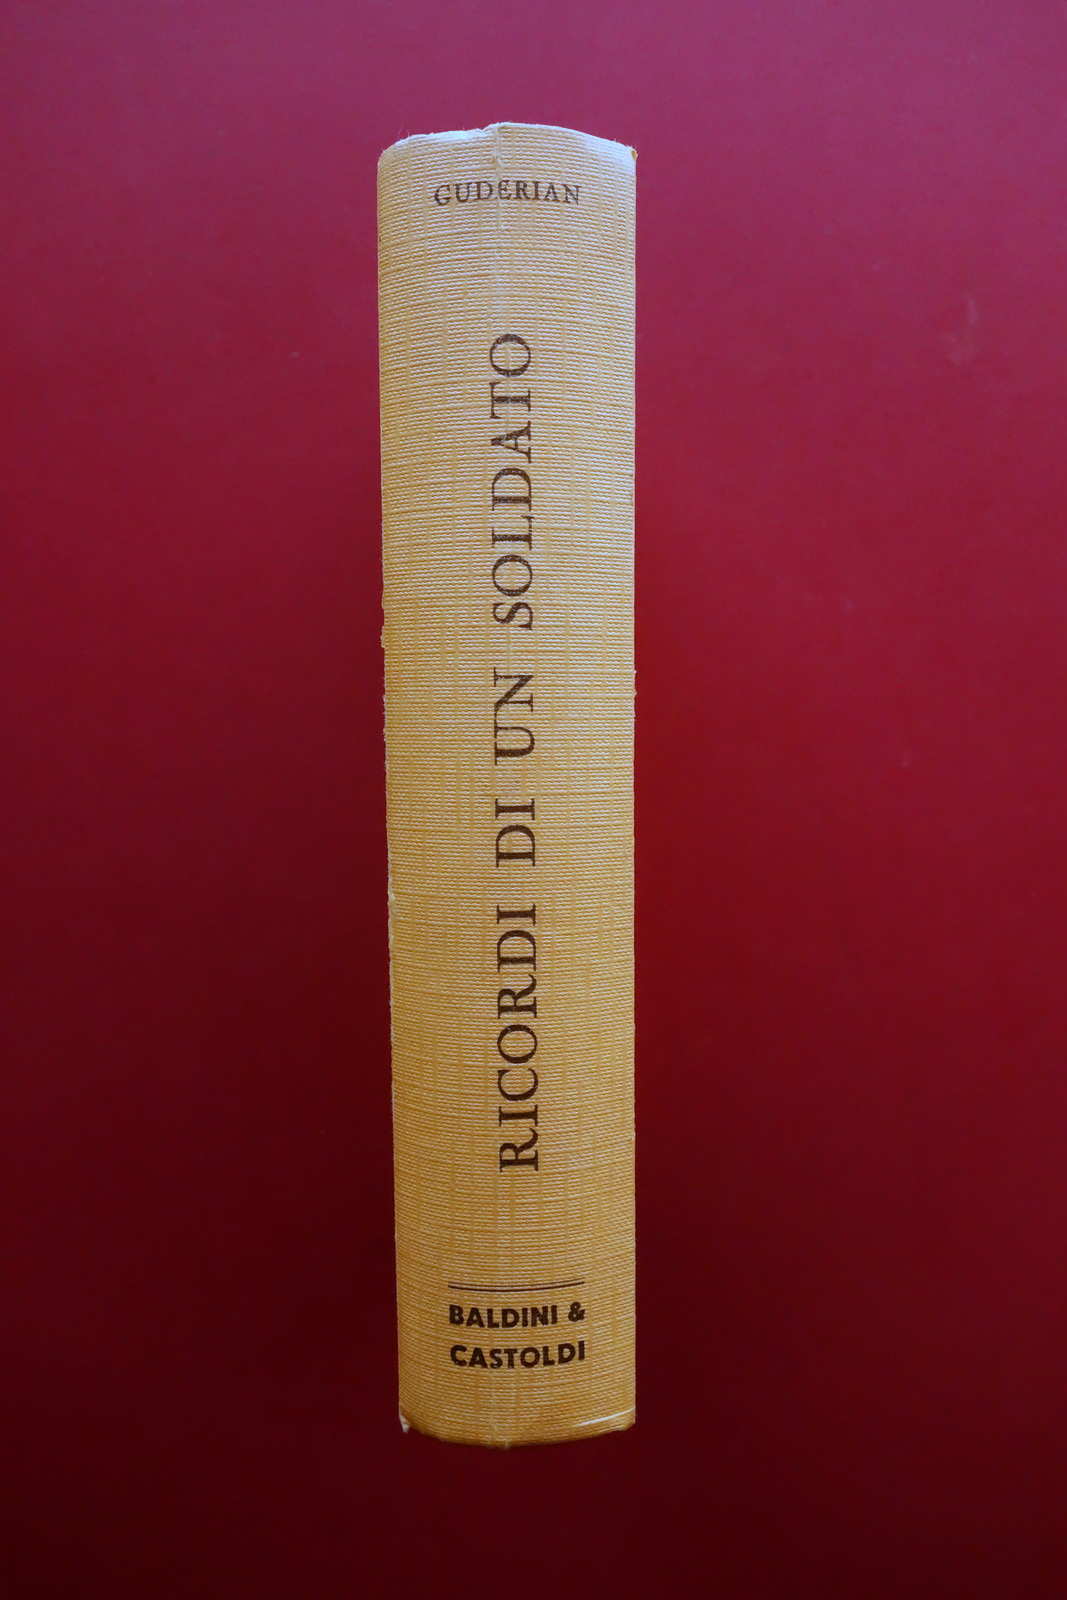 GUDERIAN
RICORDI DI UN SOLDATO
BALDINI &
CASTOLDI